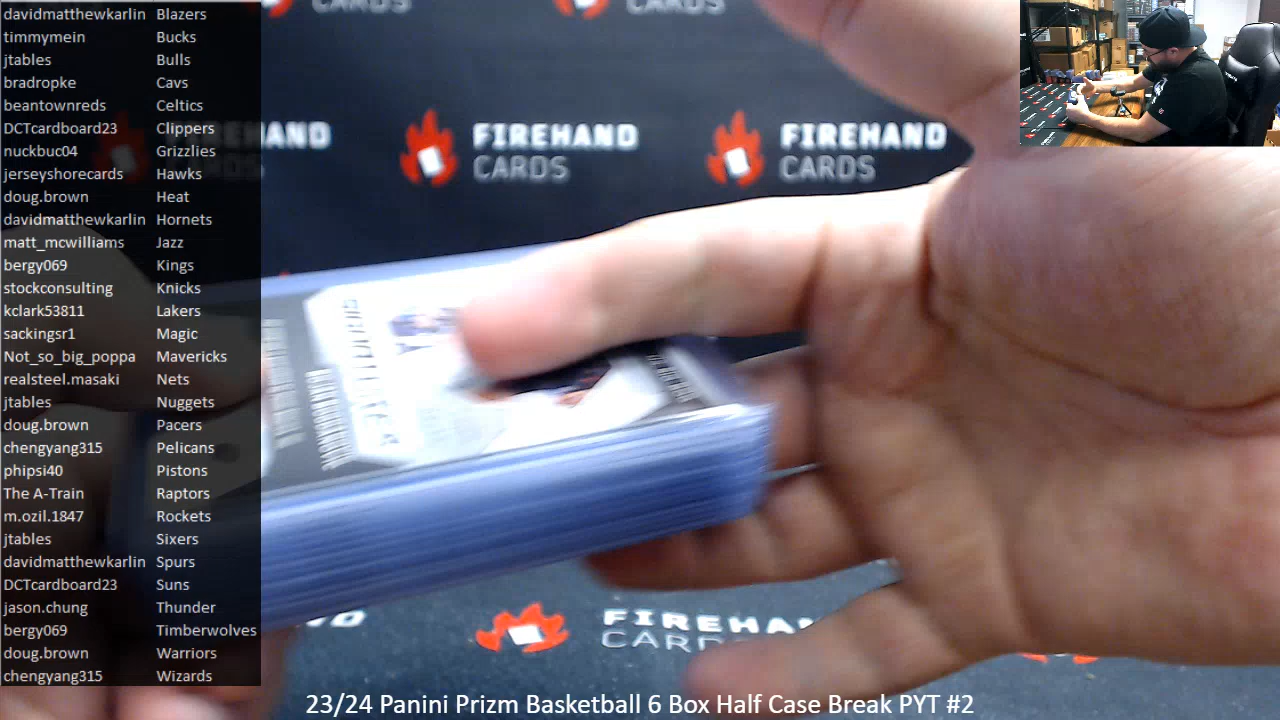 davidmatthewkarlin Blazers
timmymein Bucks
jtables Bulls
bradropke Cavs
beantownreds Celtics
DCTcardboard23 Clippers
nuckbuc04 Grizzlies
jerseyshorecards Hawks
doug.brown Heat
davidmatthewkarlin Hornets
matt_mcwilliams Jazz
bergy069 Kings
stockconsulting Knicks
kclark53811 Lakers
sackingsr1 Magic
Not_so_big_poppa Mavericks
realsteel.masaki Nets
jtables Nuggets
doug.brown Pacers
chengyang315 Pelicans
phipsi40 Pistons
The A-Train Raptors
m.ozil.1847 Rockets
jtables Sixers
davidmatthewkarlin Spurs
DCTcardboard23 Suns
jason.chung Thunder
bergy069 Timberwolves
doug.brown Warriors
chengyang315 Wizards
CARDS
CARDS
FIREHAND
CARDS
FIREHAND
CARDS
FIREHAN
CARD
23/24 Panini Prizm Basketball 6 Box Half Case Break PYT #2